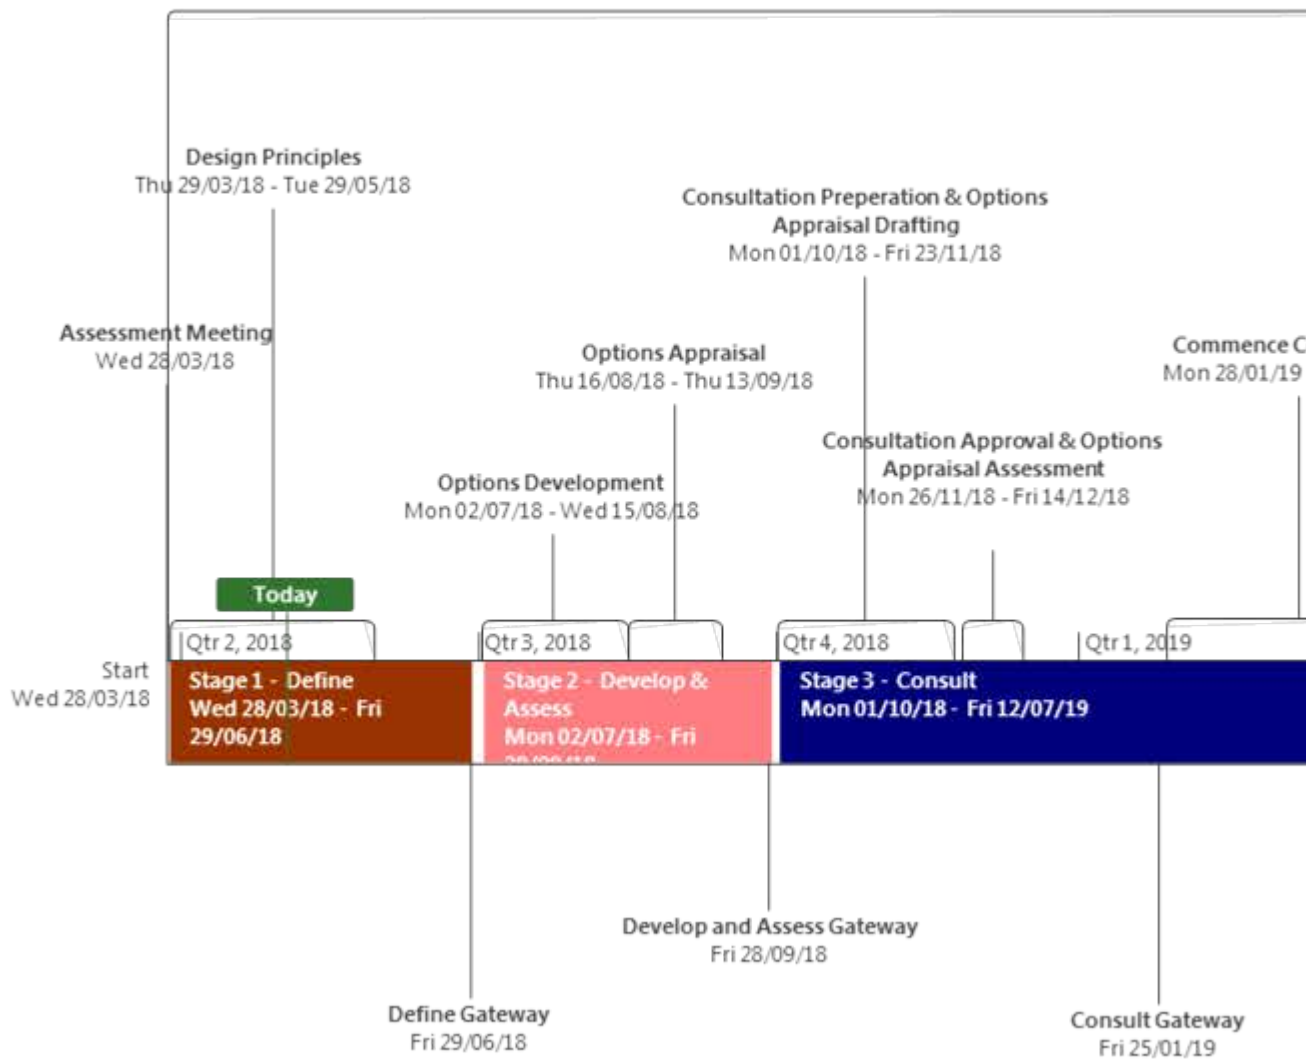 Design Principles
Thu 29/03/18 - Tue 29/05/18
Consultation Preperation & Options
Appraisal Drafting
Mon 01/10/18 - Fri 23/11/18
Assessment Meeting
Wed 28/03/18
Options Appraisal
Thu 16/08/18 - Thu 13/09/18
Commence C
Mon 28/01/19
Consultation Approval & Options
Appraisal Assessment
Mon 26/11/18 - Fri 14/12/18
Options Development
Mon 02/07/18 - Wed 15/08/18
Today
Qtr 2, 2018
Qtr 3, 2018
Qtr 4, 2018
Qtr 1, 2019
Start
Wed 28/03/18
Stage 1 - Define
Wed 28/03/18 - Fri
29/06/18
Stage 2 - Develop &
Assess
Mon 02/07/18 - Fri
Stage 3 - Consult
Mon 01/10/18 - Fri 12/07/19
Develop and Assess Gateway
Fri 28/09/18
Define Gateway
Fri 29/06/18
Consult Gateway
Fri 25/01/19